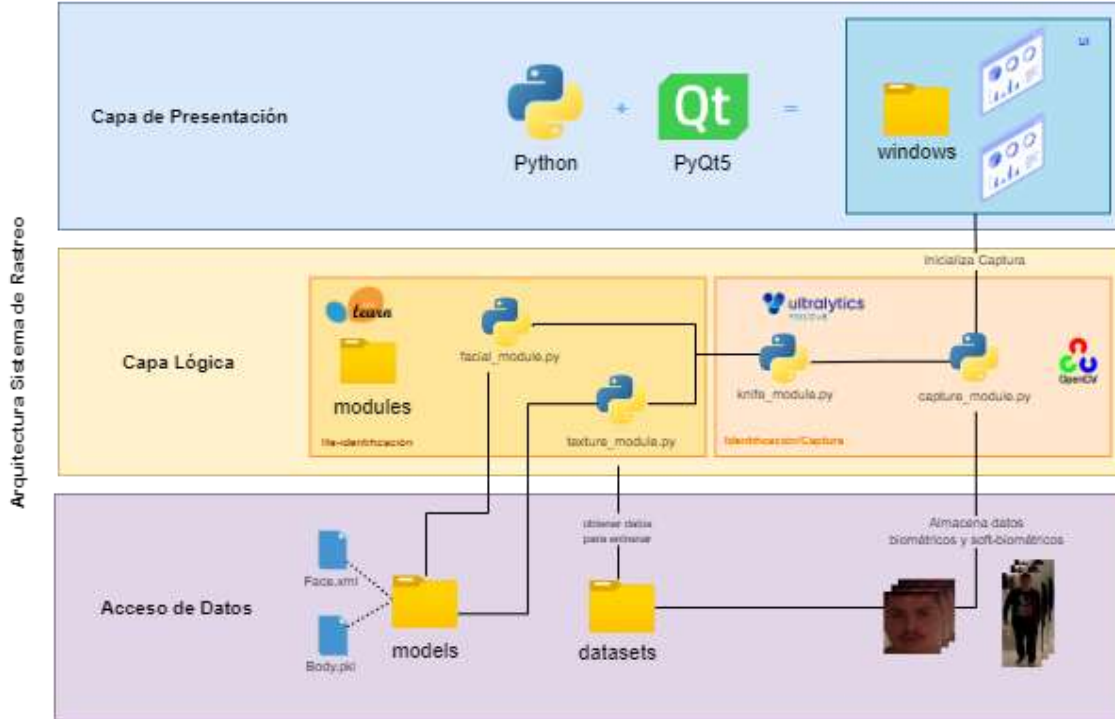 Arquitectura Sistema de Rastreo
Capa de Presentación
Python
+
Qt
PyQt5
=
windows
UI
Inicializa Captura
Capa Lógica
learn
modules
facial_module.py
texture_module.py
ultralytics
knife_module.py
capture_module.py
OpenCV
Identificación/Captura
Acceso de Datos
Face.xml
Body.pkl
models
obtener datos
para entrenar
datasets
Almacena datos
biométricos y soft-biométricos